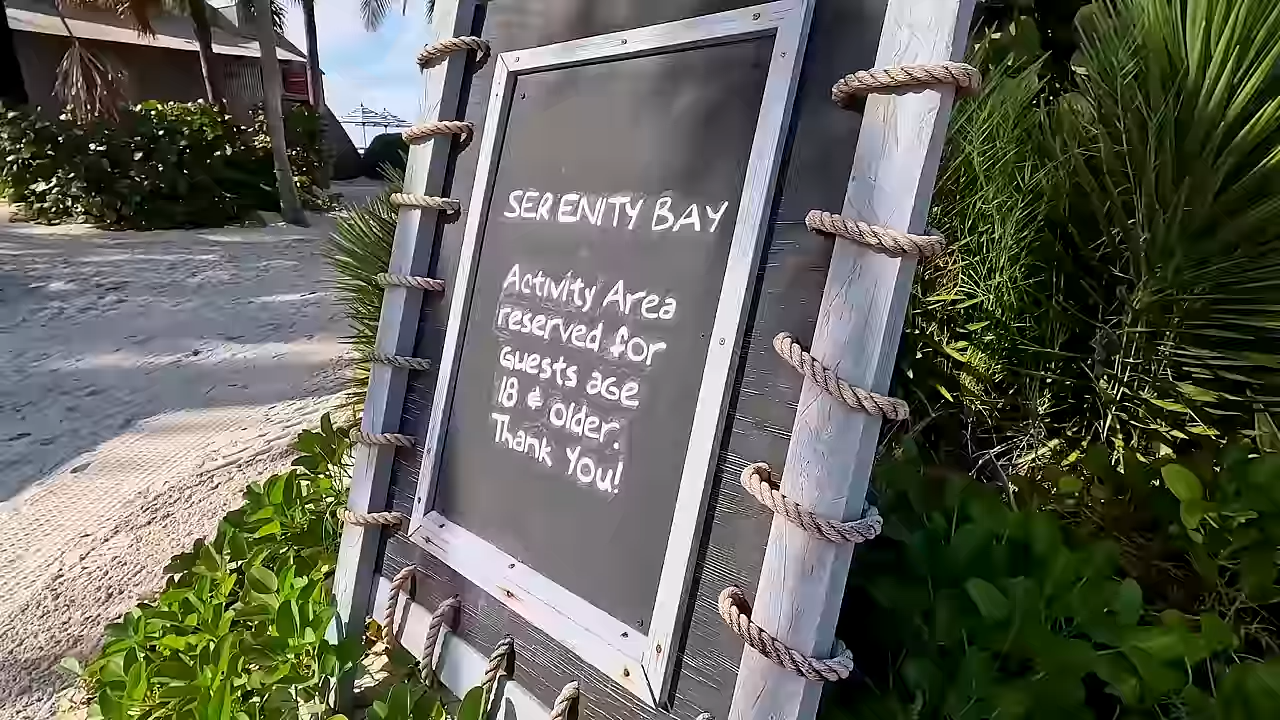 SERENITY BAY
Activity Area
reserved for
Guests age
18 & older.
Thank You!